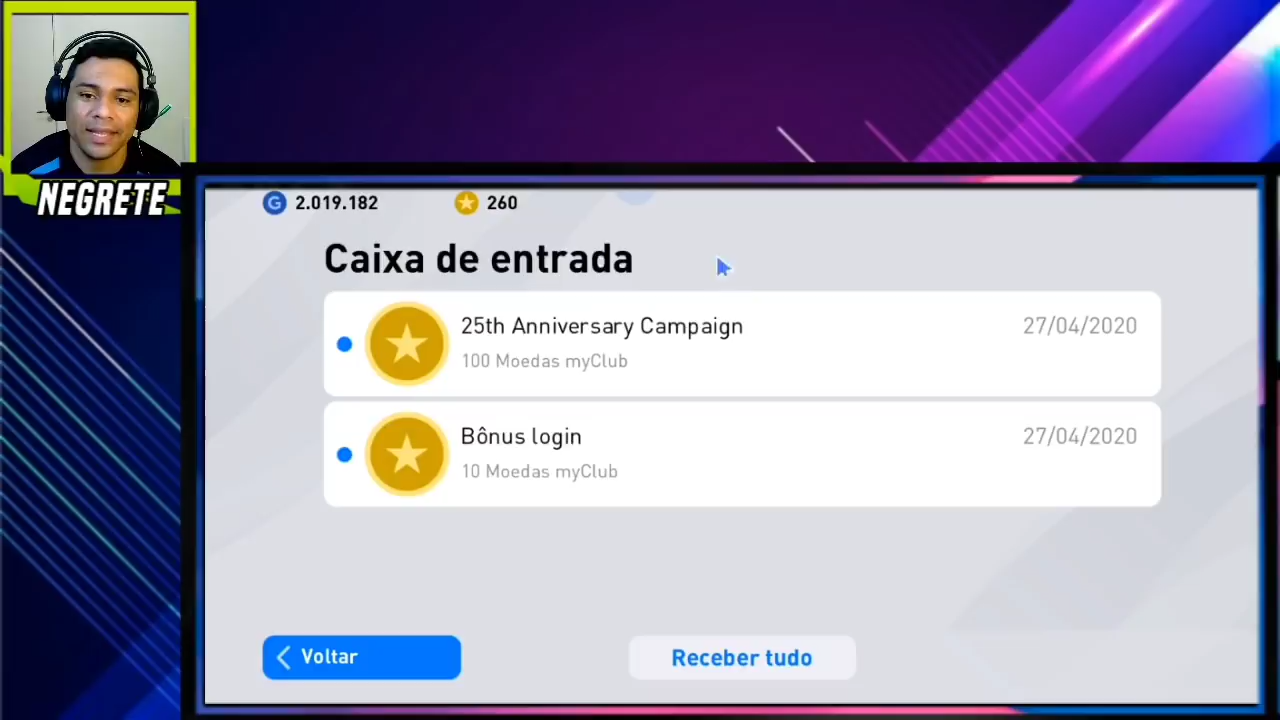 NEGRETE
G 2.019.182 260
Caixa de entrada
25th Anniversary Campaign 27/04/2020
100 Moedas myClub
Bônus login 27/04/2020
10 Moedas myClub
Voltar
Receber tudo